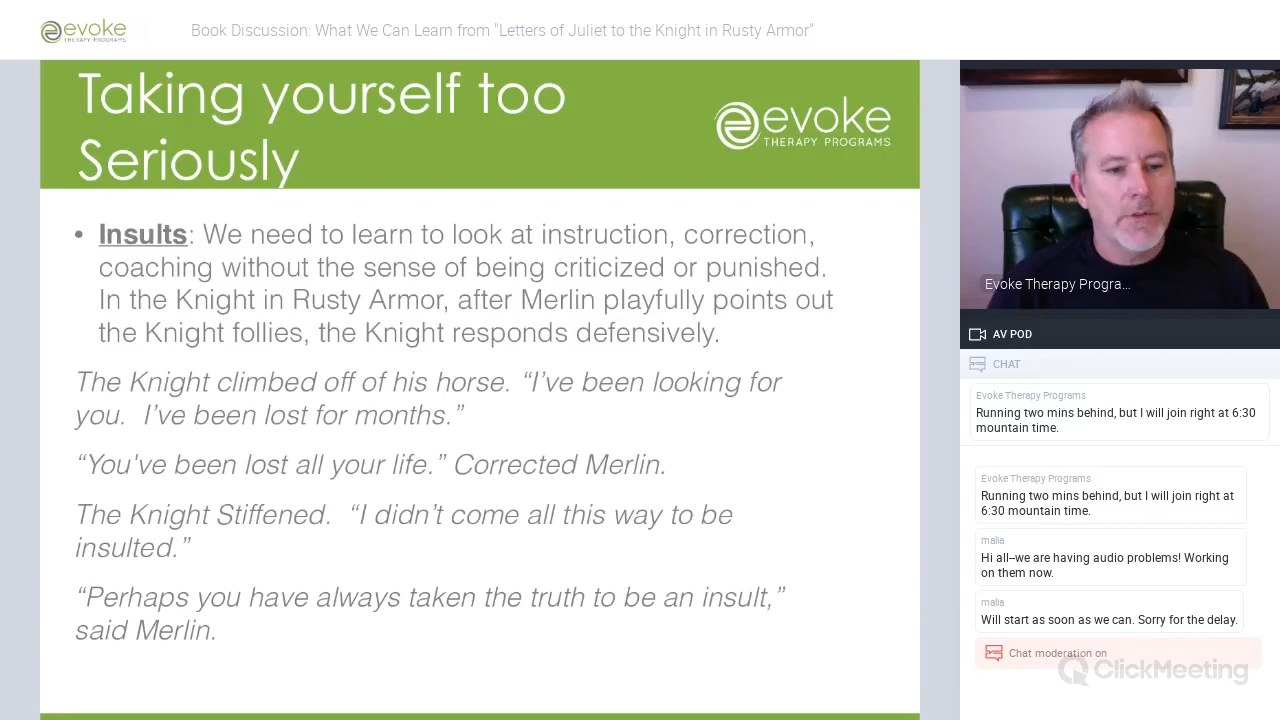 evoke
THERAPY PROGRAMS
Book Discussion: What We Can Learn from "Letters of Juliet to the Knight in Rusty Armor"
Taking yourself too
Seriously
evoke
THERAPY PROGRAMS
• Insults: We need to learn to look at instruction, correction,
coaching without the sense of being criticized or punished.
In the Knight in Rusty Armor, after Merlin playfully points out
the Knight follies, the Knight responds defensively.
The Knight climbed off of his horse. “I’ve been looking for
you.  I’ve been lost for months.”
“You've been lost all your life.” Corrected Merlin.
The Knight Stiffened.  “I didn’t come all this way to be
insulted.”
“Perhaps you have always taken the truth to be an insult,”
said Merlin.
Evoke Therapy Progra...
AV POD
CHAT
Evoke Therapy Programs
Running two mins behind, but I will join right at 6:30
mountain time.
Evoke Therapy Programs
Running two mins behind, but I will join right at
6:30 mountain time.
malia
Hi all--we are having audio problems! Working
on them now.
malia
Will start as soon as we can. Sorry for the delay.
Chat moderation on
ClickMeeting